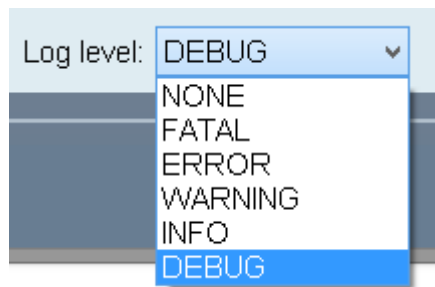 Log level: DEBUG
NONE
FATAL
ERROR
WARNING
INFO
DEBUG